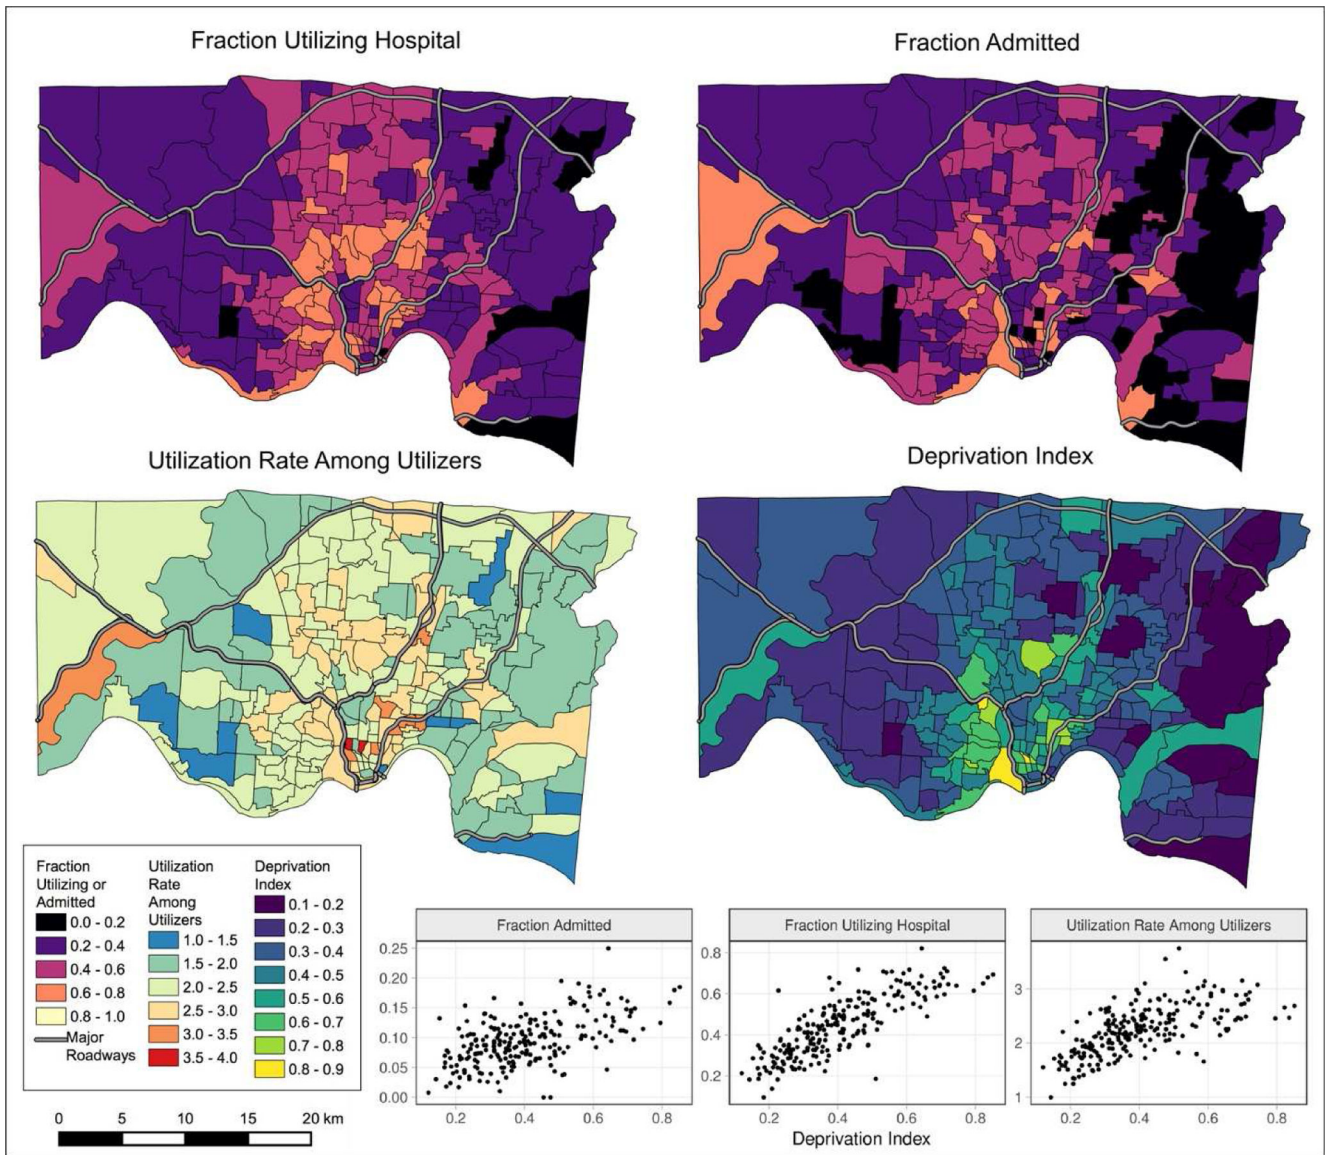 Fraction Utilizing Hospital
Fraction Admitted
Utilization Rate Among Utilizers
Deprivation Index
Fraction
Utilizing or
Admitted
0.0 - 0.2
0.2 - 0.4
0.4 - 0.6
0.6 - 0.8
0.8 - 1.0
Major
Roadways
Utilization
Rate
Among
Utilizers
1.0 - 1.5
1.5 - 2.0
2.0 - 2.5
2.5 - 3.0
3.0 - 3.5
3.5 - 4.0
Deprivation
Index
0.1 - 0.2
0.2 - 0.3
0.3 - 0.4
0.4 - 0.5
0.5 - 0.6
0.6 - 0.7
0.7 - 0.8
0.8 - 0.9
0 5 10 15 20 km
Fraction Admitted
0.25
0.20
0.15
0.10
0.05
0.00
0.2 0.4 0.6 0.8
Fraction Utilizing Hospital
0.8
0.6
0.4
0.2
0.2 0.4 0.6 0.8
Utilization Rate Among Utilizers
3
2
1
0.2 0.4 0.6 0.8
Deprivation Index